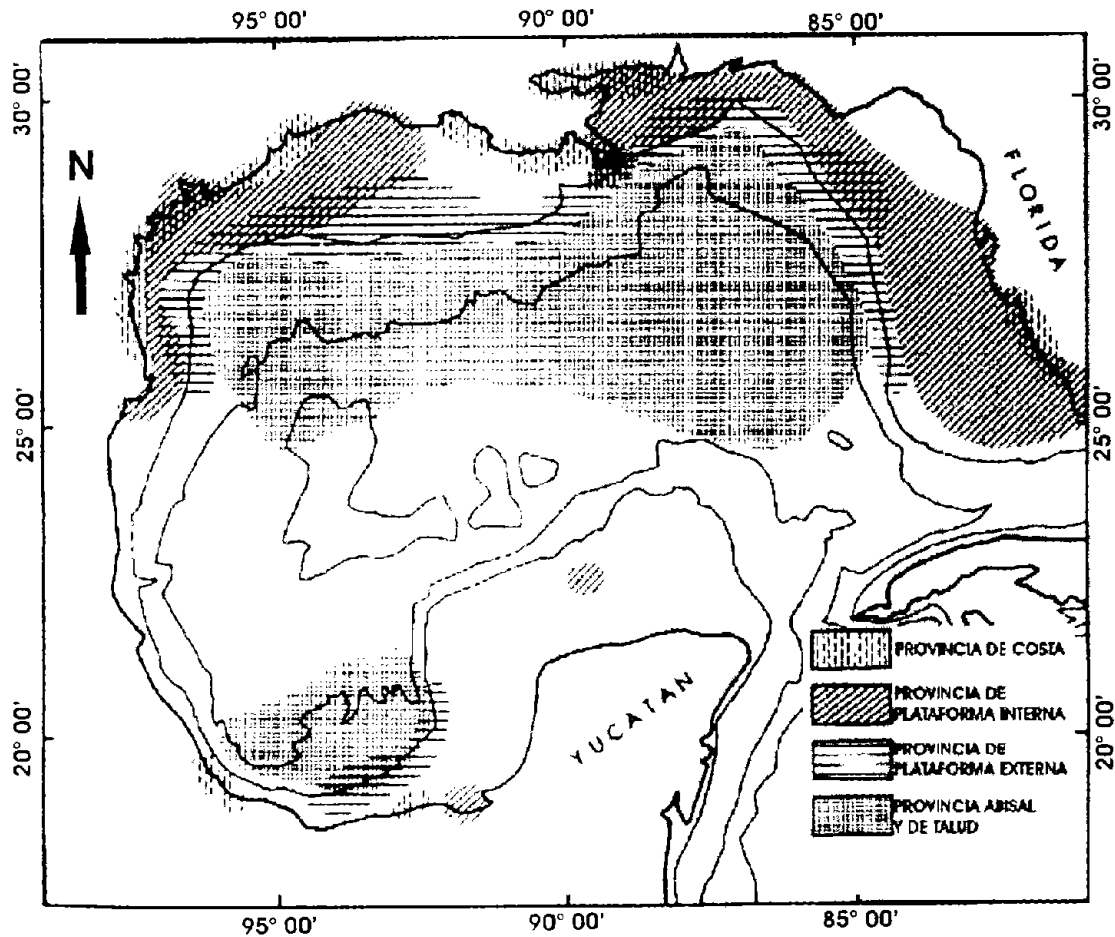 95° 00'
90° 00'
85° 00'
30° 00'
30° 00'
N
FLORIDA
25° 00'
25° 00'
PROVINCIA DE COSTA
PROVINCIA DE
PLATAFORMA INTERNA
YUCATAN
20° 00'
20° 00'
PROVINCIA DE
PLATAFORMA EXTERNA
PROVINCIA ABISAL
Y DE TALUD
95° 00'
90° 00'
85° 00'